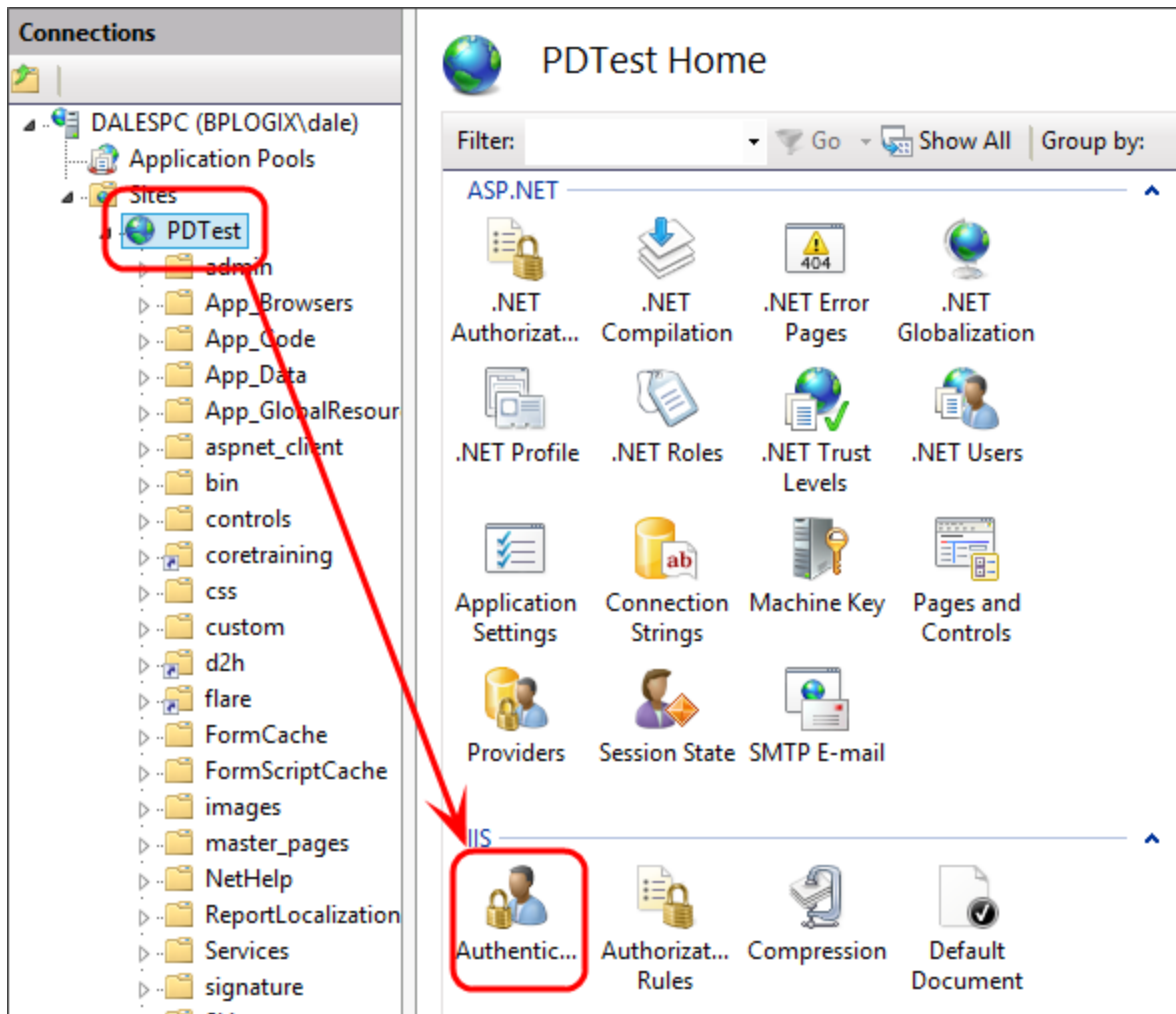 Connections
DALESPC (BPLOGIX\dale)
Application Pools
Sites
PDTest
admin
App_Browsers
App_Code
App_Data
App_GlobalResour
aspnet_client
bin
controls
coretraining
css
custom
d2h
flare
FormCache
FormScriptCache
images
master_pages
NetHelp
ReportLocalization
Services
signature
PDTest Home
Filter: Go Show All Group by:
ASP.NET
.NET Authorizat...
.NET Compilation
404
.NET Error Pages
.NET Globalization
.NET Profile
.NET Roles
.NET Trust Levels
.NET Users
Application Settings
ab
Connection Strings
Machine Key
Pages and Controls
Providers
Session State
SMTP E-mail
IIS
Authentic...
Authorizat... Rules
Compression
Default Document